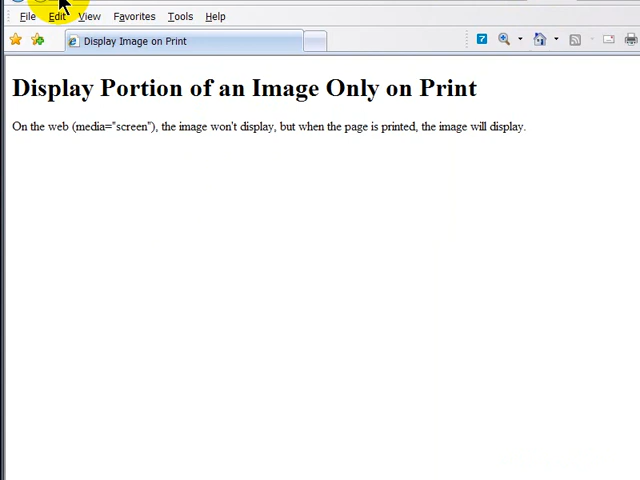 File Edit View Favorites Tools Help
Display Image on Print
Display Portion of an Image Only on Print
On the web (media="screen"), the image won't display, but when the page is printed, the image will display.